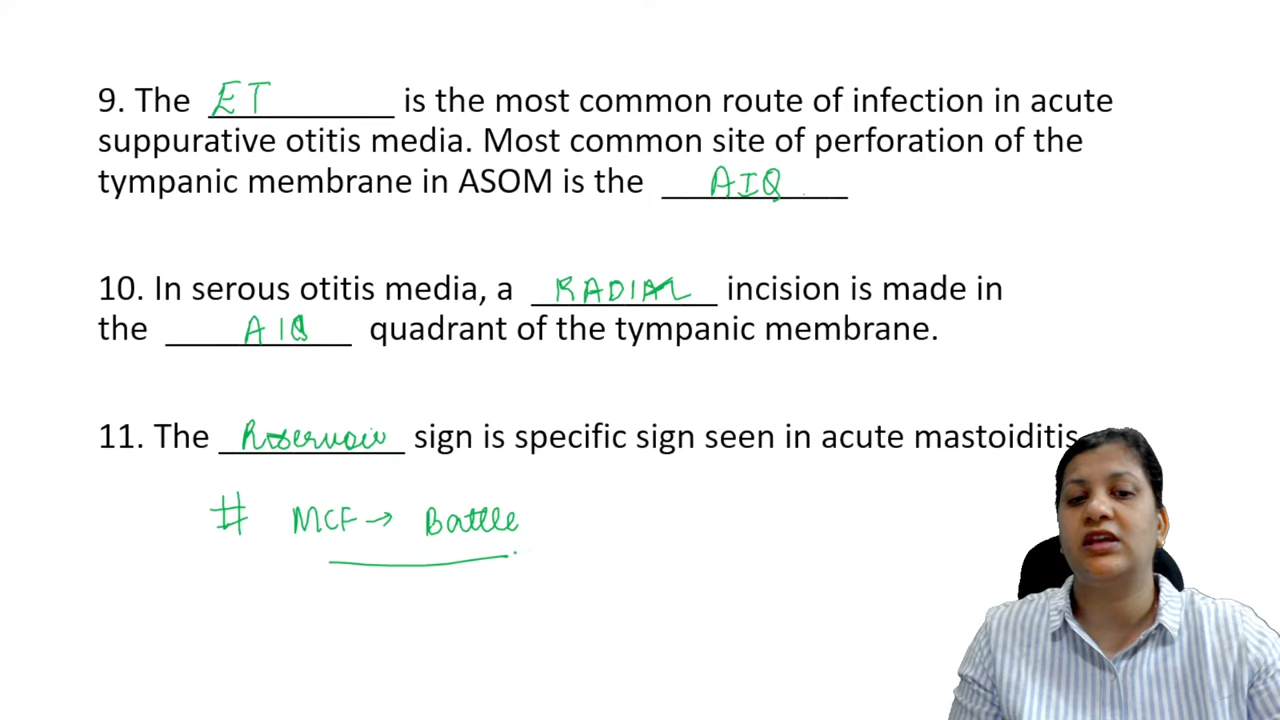 9. The ET is the most common route of infection in acute
suppurative otitis media. Most common site of perforation of the
tympanic membrane in ASOM is the AIQ
10. In serous otitis media, a RADIAL incision is made in
the AIQ quadrant of the tympanic membrane.
11. The Reservoir sign is specific sign seen in acute mastoiditis
# MCF → Battle